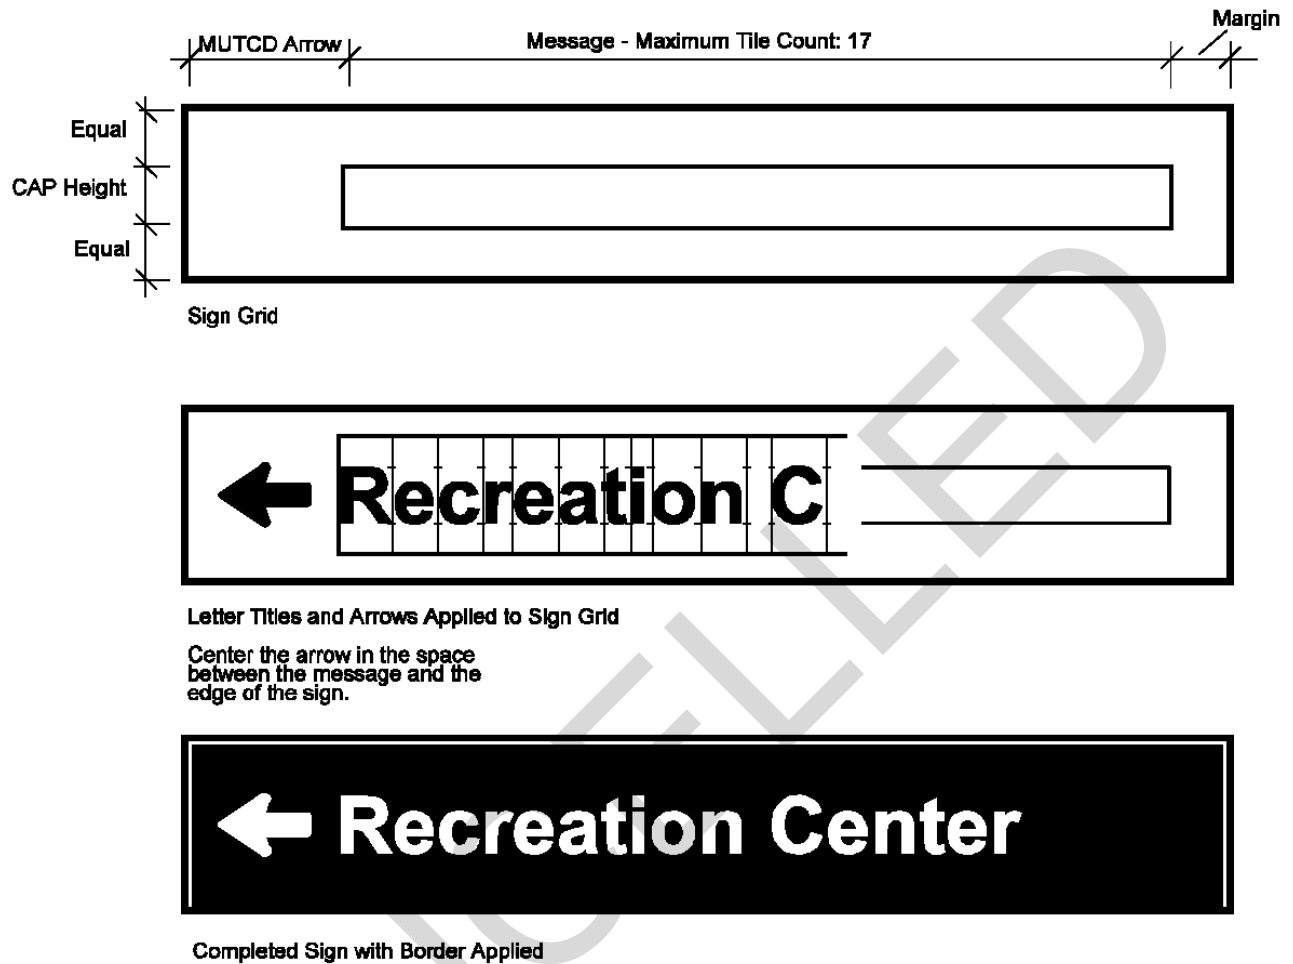 Margin
MUTCD Arrow
Message - Maximum Tile Count: 17
Equal
CAP Height
Equal
Sign Grid
Recreation C
Letter Titles and Arrows Applied to Sign Grid
Center the arrow in the space
between the message and the
edge of the sign.
Recreation Center
Completed Sign with Border Applied